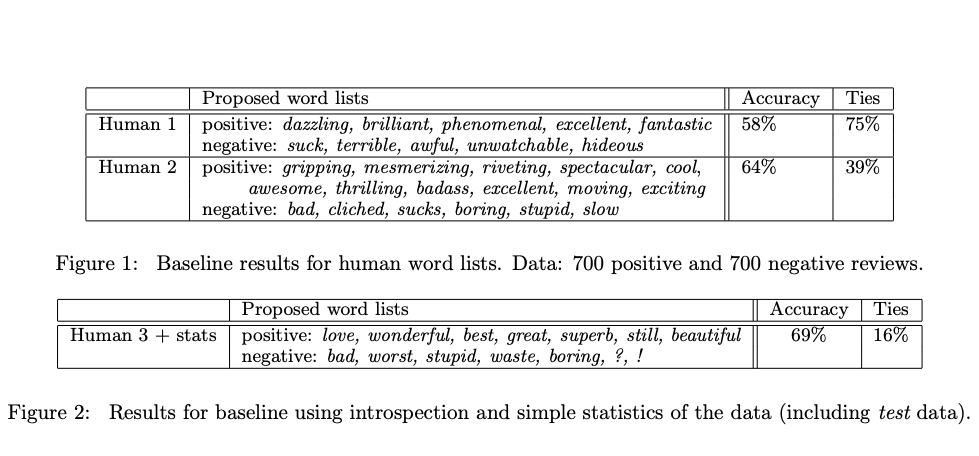 Proposed word lists Accuracy Ties
Human 1 positive: dazzling, brilliant, phenomenal, excellent, fantastic 58% 75%
negative: suck, terrible, awful, unwatchable, hideous
Human 2 positive: gripping, mesmerizing, riveting, spectacular, cool, 64% 39%
awesome, thrilling, badass, excellent, moving, exciting
negative: bad, cliched, sucks, boring, stupid, slow
Figure 1: Baseline results for human word lists. Data: 700 positive and 700 negative reviews.
Proposed word lists Accuracy Ties
Human 3 + stats positive: love, wonderful, best, great, superb, still, beautiful 69% 16%
negative: bad, worst, stupid, waste, boring, ?, !
Figure 2: Results for baseline using introspection and simple statistics of the data (including test data).